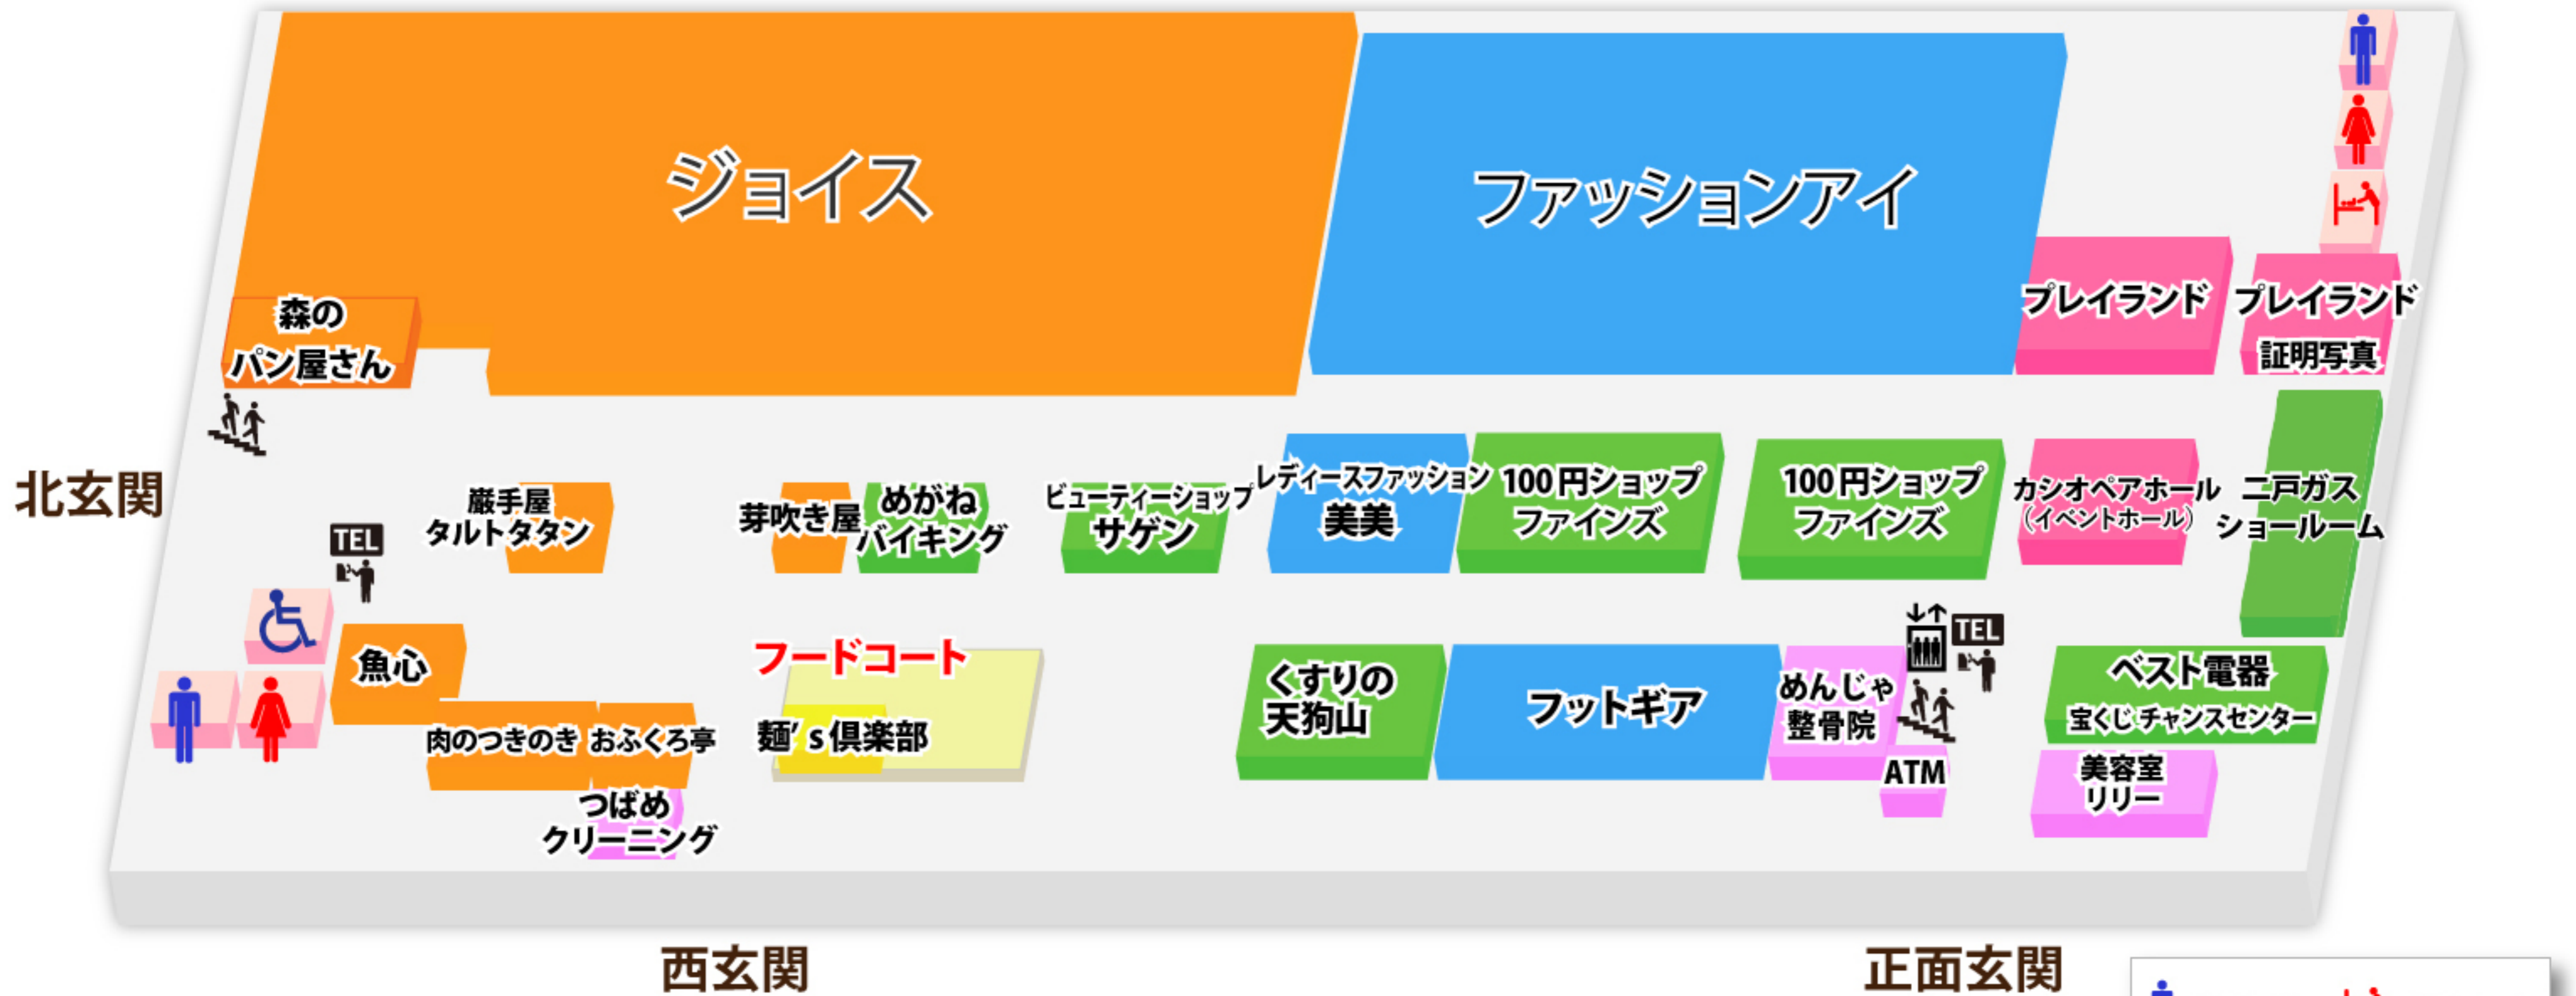 ジョイス
ファッションアイ
森の
パン屋さん
プレイランド
プレイランド
証明写真
北玄関
巌手屋
タルトタタン
芽吹き屋
めがね
バイキング
ビューティーショップ
サゲン
レディースファッション
美美
100円ショップ
ファインズ
100円ショップ
ファインズ
カシオペアホール
（イベントホール）
二戸ガス
ショールーム
TEL
魚心
肉のつきのき
おふくろ亭
つばめ
クリーニング
フードコート
麺's倶楽部
くすりの
天狗山
フットギア
めんじゃ
整骨院
TEL
ATM
ベスト電器
宝くじチャンスセンター
美容室
リリー
西玄関
正面玄関